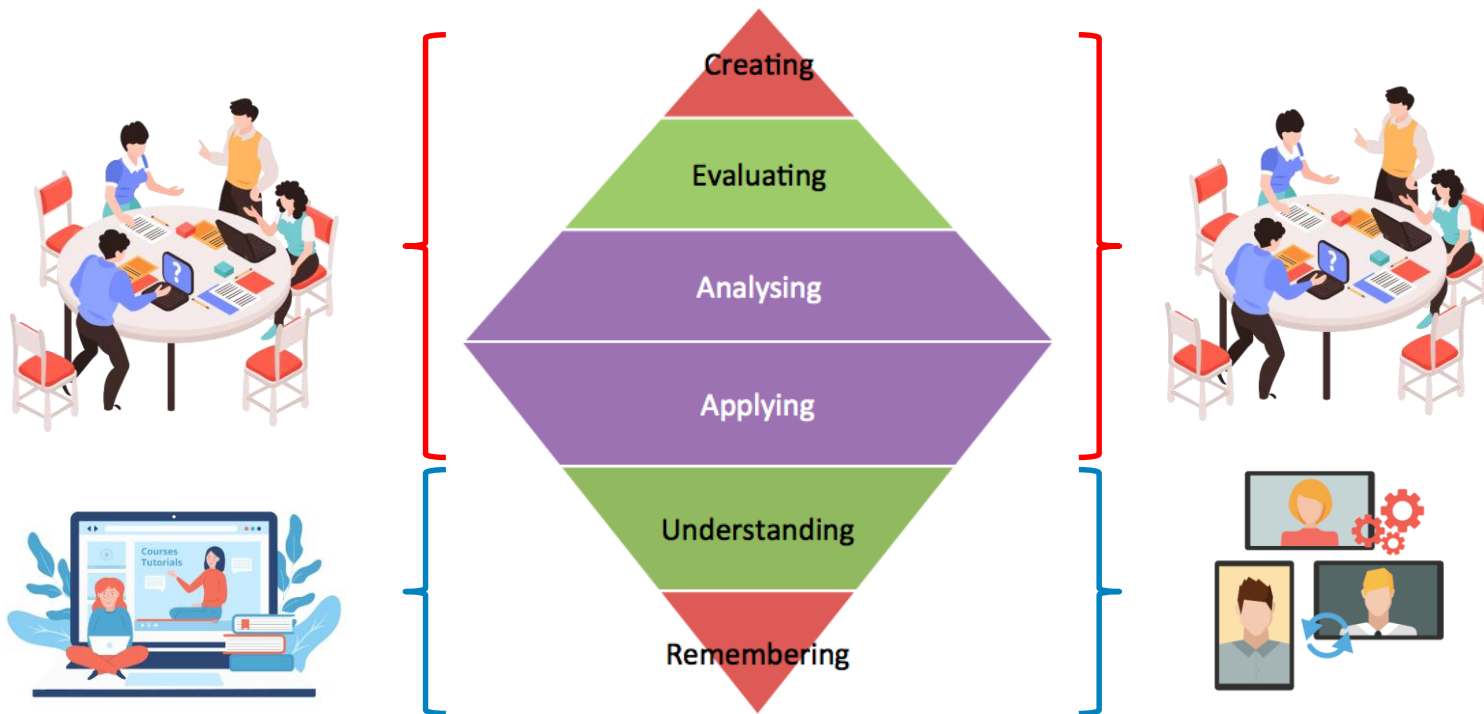 Creating
Evaluating
?
?
Analysing
Applying
Understanding
Courses
Tutorials
Remembering